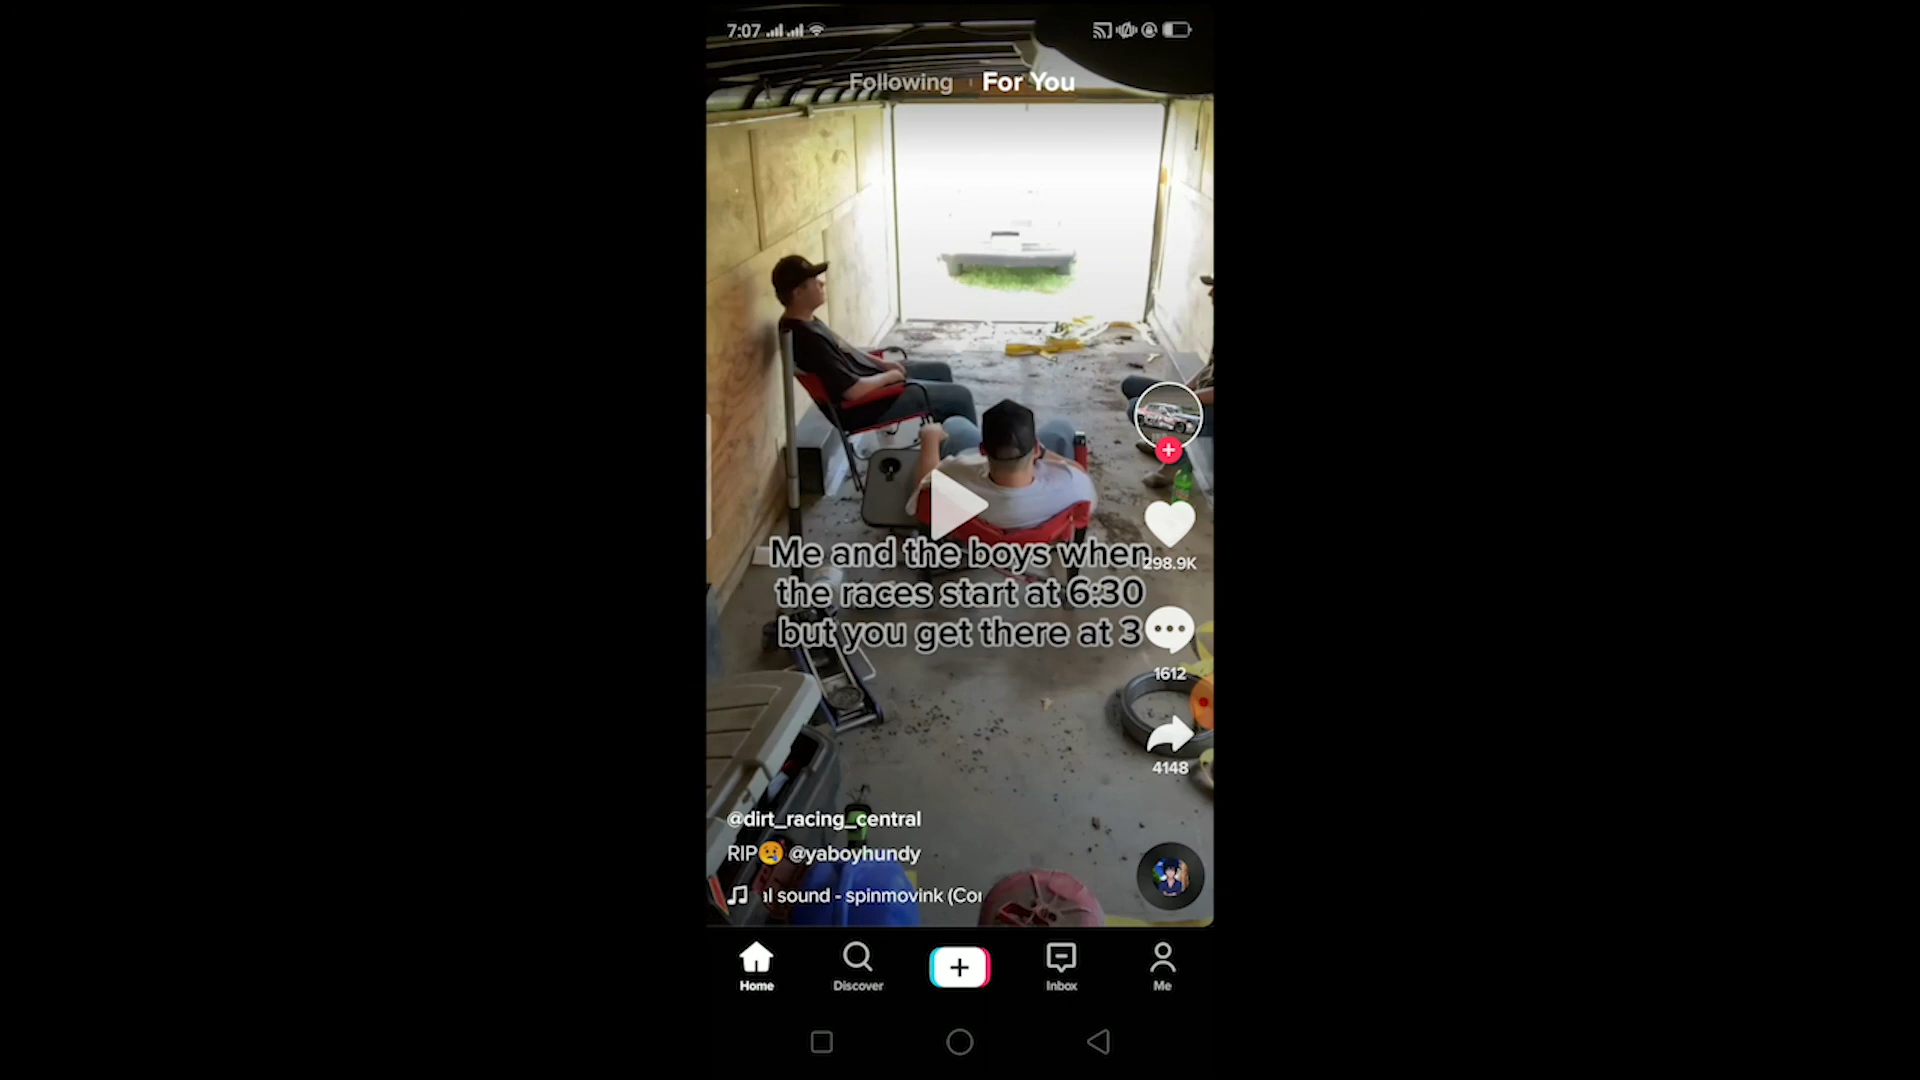 7:07
Following
For You
Me and the boys when
the races start at 6:30
but you get there at 3
298.9K
1612
4148
@dirt_racing_central
RIP😢 @yaboyhundy
al sound - spinmovink (Co
Home
Discover
Inbox
Me